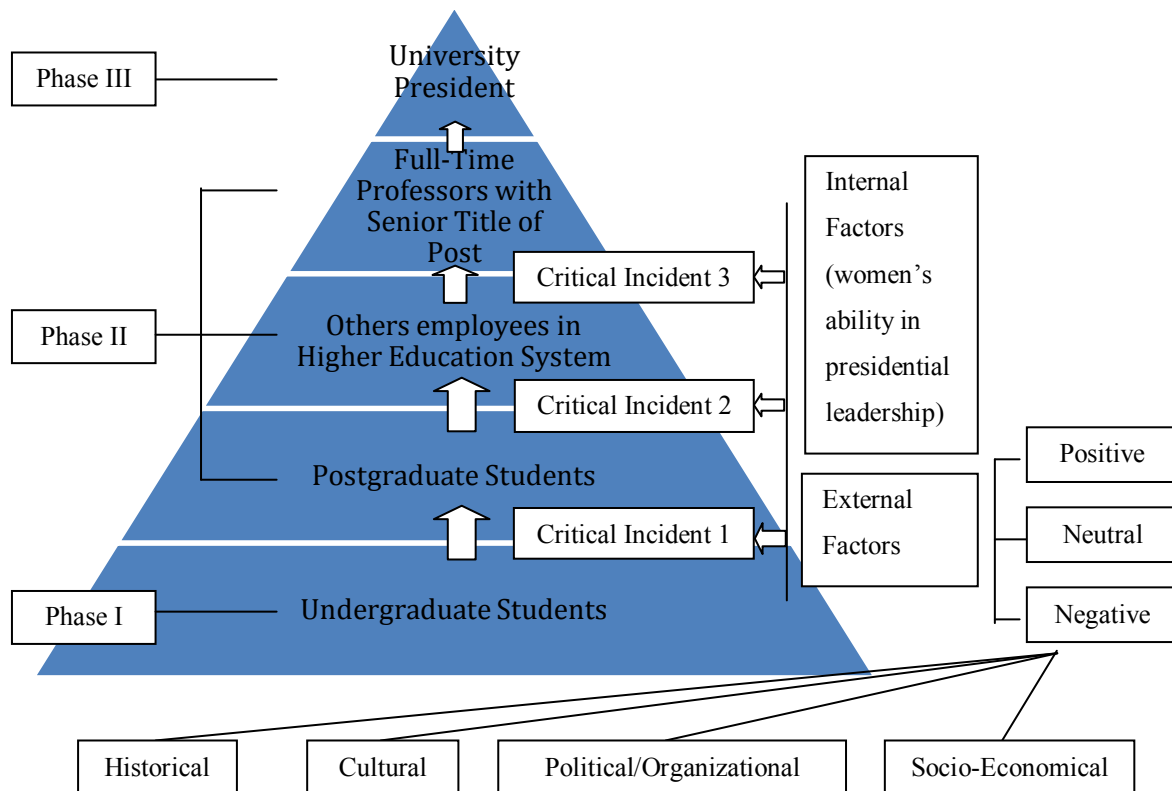 University
President
Phase III
Full-Time
Professors with
Senior Title of
Post
Internal
Factors
(women's
ability in
presidential
leadership)
Critical Incident 3
Phase II
Others employees in
Higher Education System
Critical Incident 2
Positive
Postgraduate Students
External
Factors
Critical Incident 1
Neutral
Phase I
Undergraduate Students
Negative
Historical
Cultural
Political/Organizational
Socio-Economical